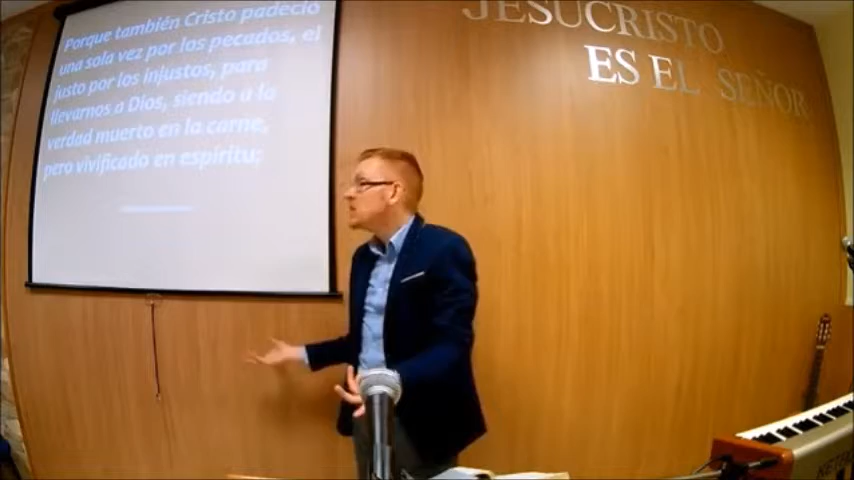 Porque también Cristo padeció
una sola vez por los pecados, el
justo por los injustos, para
llevarnos a Dios, siendo a la
verdad muerto en la carne,
pero vivificado en espíritu;
JESUCRISTO
ES EL SEÑOR